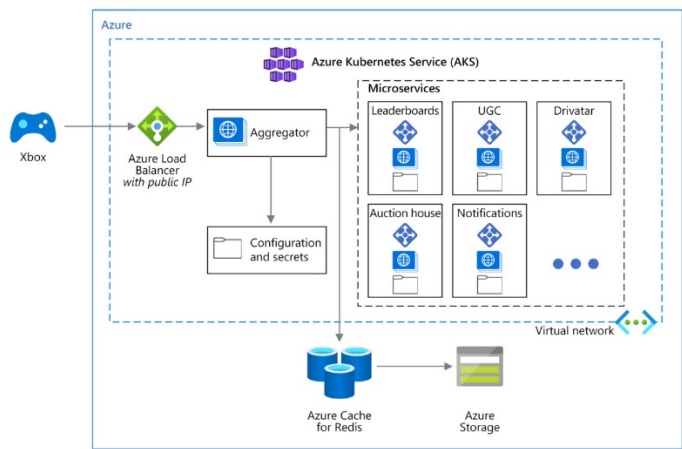 Azure
Azure Kubernetes Service (AKS)
Microservices
Leaderboards
UGC
Drivatar
Aggregator
Xbox
Azure Load
Balancer
with public IP
Auction house
Notifications
Configuration
and secrets
Virtual network
Azure Cache
for Redis
Azure
Storage